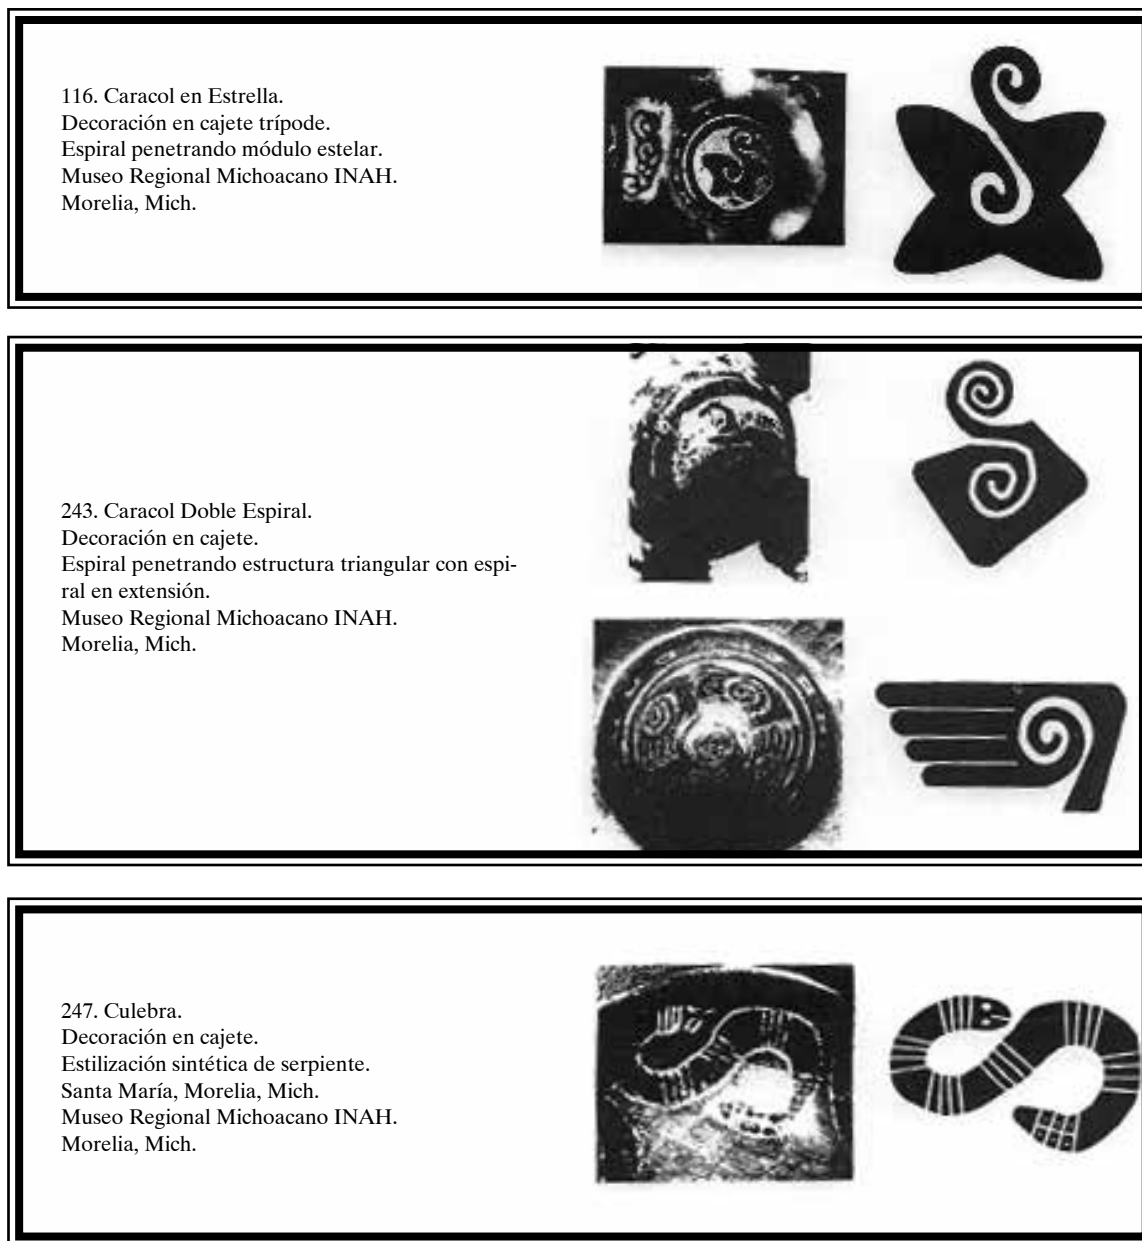 116. Caracol en Estrella.
Decoración en cajete trípode.
Espiral penetrando módulo estelar.
Museo Regional Michoacano INAH.
Morelia, Mich.
243. Caracol Doble Espiral.
Decoración en cajete.
Espiral penetrando estructura triangular con espi-
ral en extensión.
Museo Regional Michoacano INAH.
Morelia, Mich.
247. Culebra.
Decoración en cajete.
Estilización sintética de serpiente.
Santa María, Morelia, Mich.
Museo Regional Michoacano INAH.
Morelia, Mich.